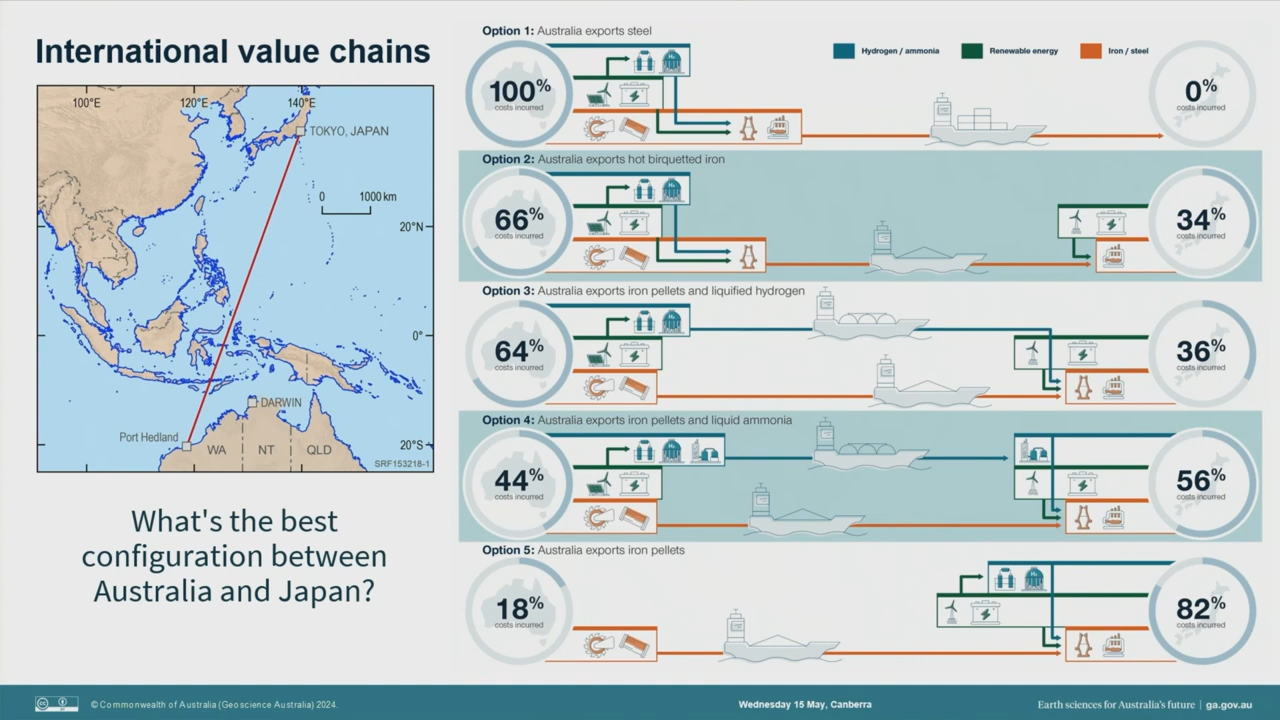 International value chains
100°E
120°E
140°E
TOKYO, JAPAN
0
1000 km
20°N
0°
DARWIN
Port Hedland
WA
NT
QLD
20°S
SRF153218-1
What's the best
configuration between
Australia and Japan?
Option 1: Australia exports steel
Hydrogen / ammonia
Renewable energy
Iron / steel
100%
costs incurred
0%
costs incurred
Option 2: Australia exports hot birquetted iron
66%
costs incurred
34%
costs incurred
Option 3: Australia exports iron pellets and liquified hydrogen
64%
costs incurred
36%
costs incurred
Option 4: Australia exports iron pellets and liquid ammonia
44%
costs incurred
56%
costs incurred
Option 5: Australia exports iron pellets
18%
costs incurred
82%
costs incurred
© Commonwealth of Australia (Geoscience Australia) 2024.
Wednesday 15 May, Canberra
Earth sciences for Australia's future | ga.gov.au